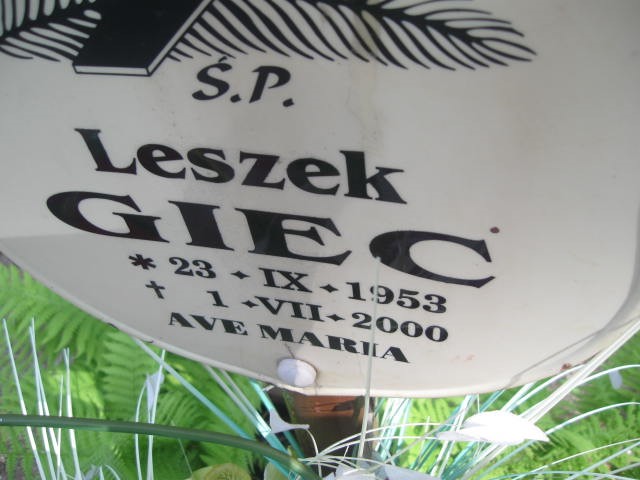 Ś.P.
Leszek
GIEC
* 23 ✦ IX ✦ 1953
† 1 ✦ VII ✦ 2000
AVE MARIA